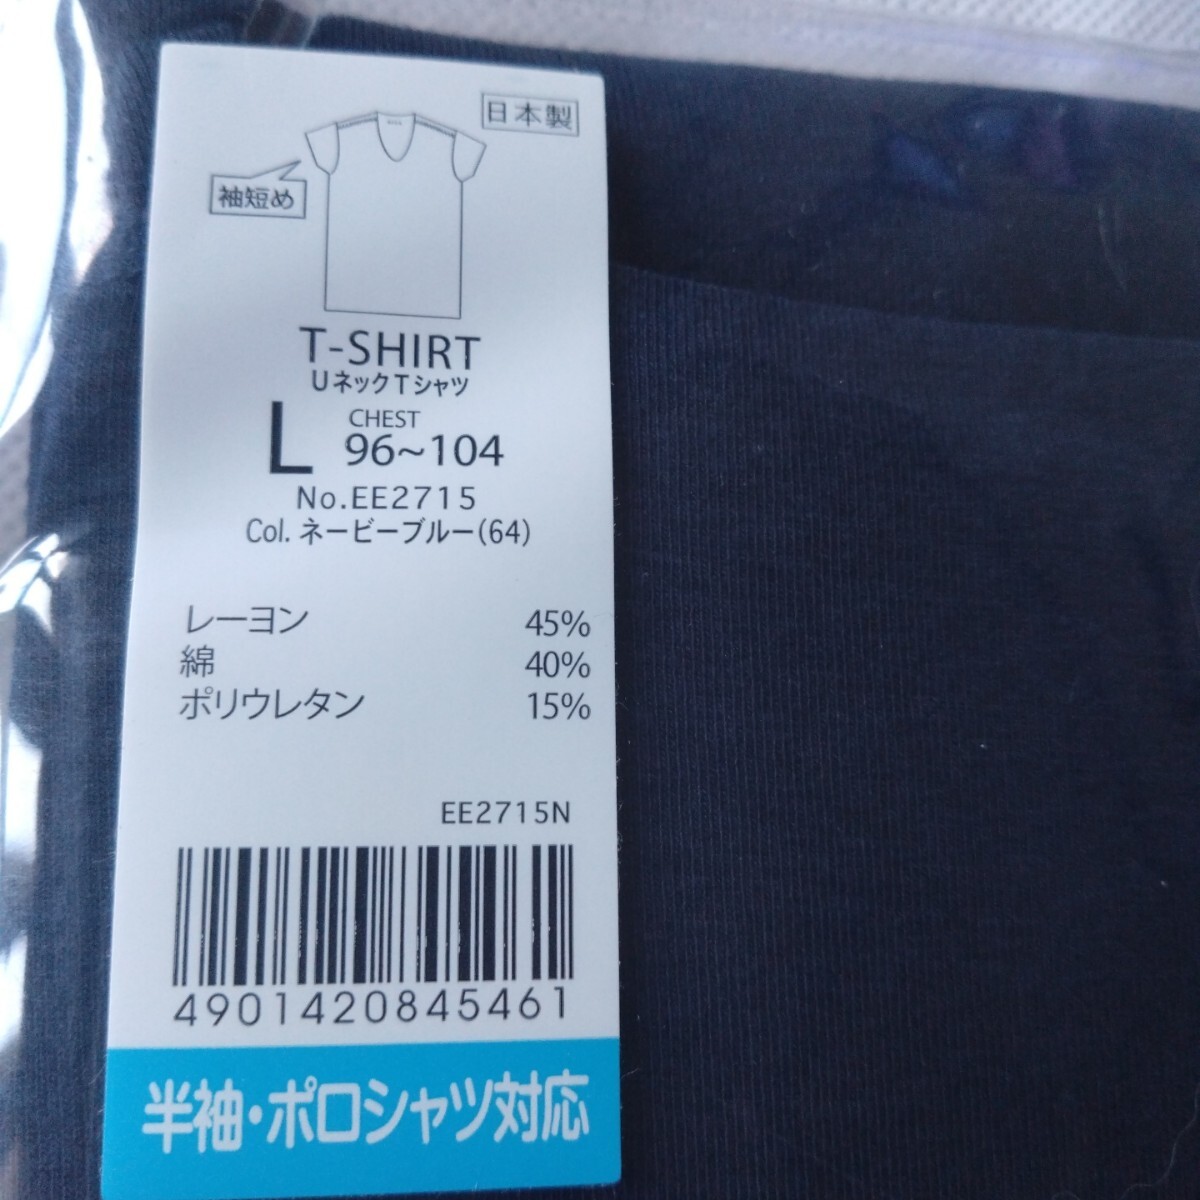 日本製
袖短め
T-SHIRT
UネックTシャツ
L CHEST 96~104
No.EE2715
Col. ネービーブルー(64)
レーヨン 45%
綿 40%
ポリウレタン 15%
EE2715N
4901420845461
半袖・ポロシャツ対応